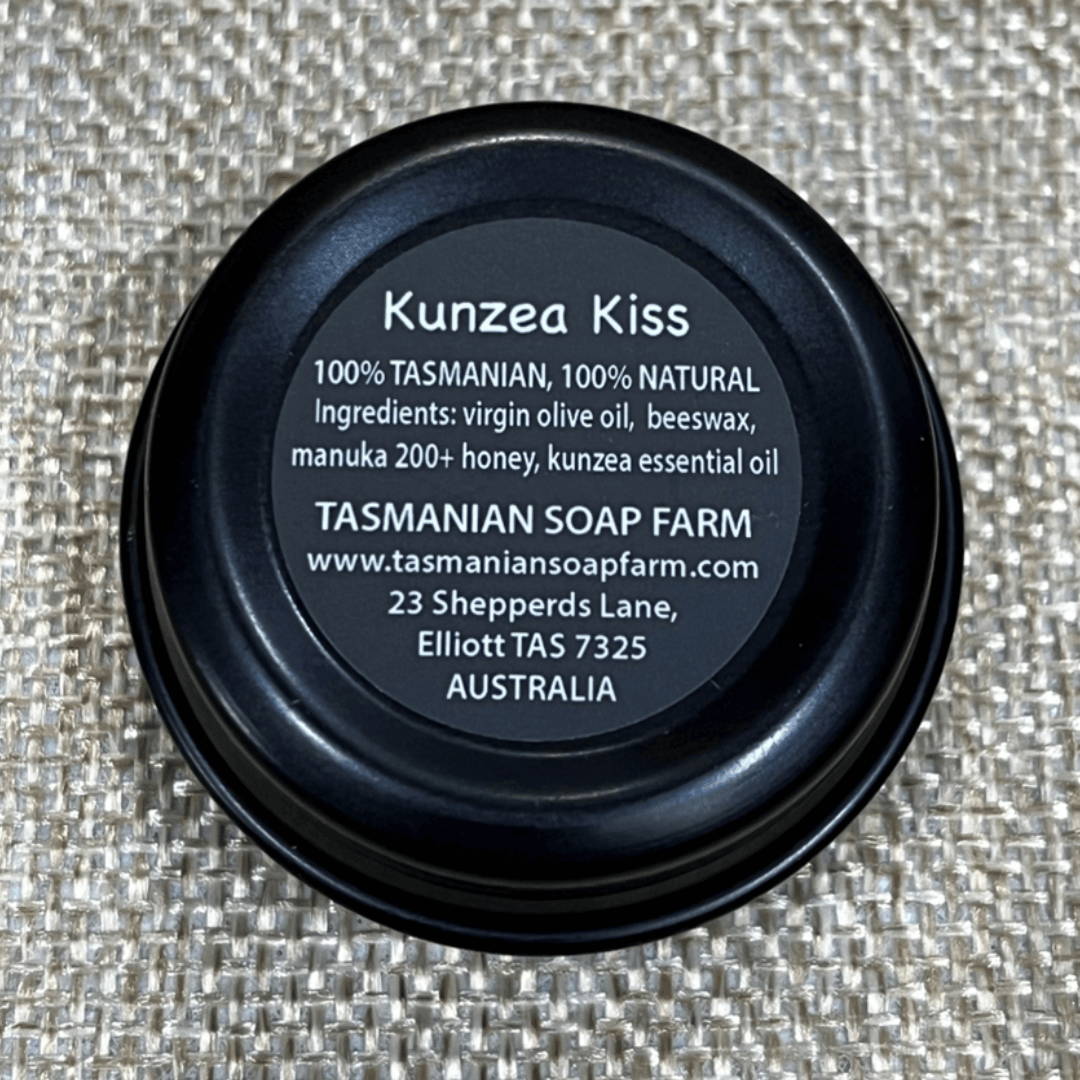 Kunzea Kiss
100% TASMANIAN, 100% NATURAL
Ingredients: virgin olive oil, beeswax,
manuka 200+ honey, kunzea essential oil
TASMANIAN SOAP FARM
www.tasmaniansoapfarm.com
23 Shepperds Lane,
Elliott TAS 7325
AUSTRALIA